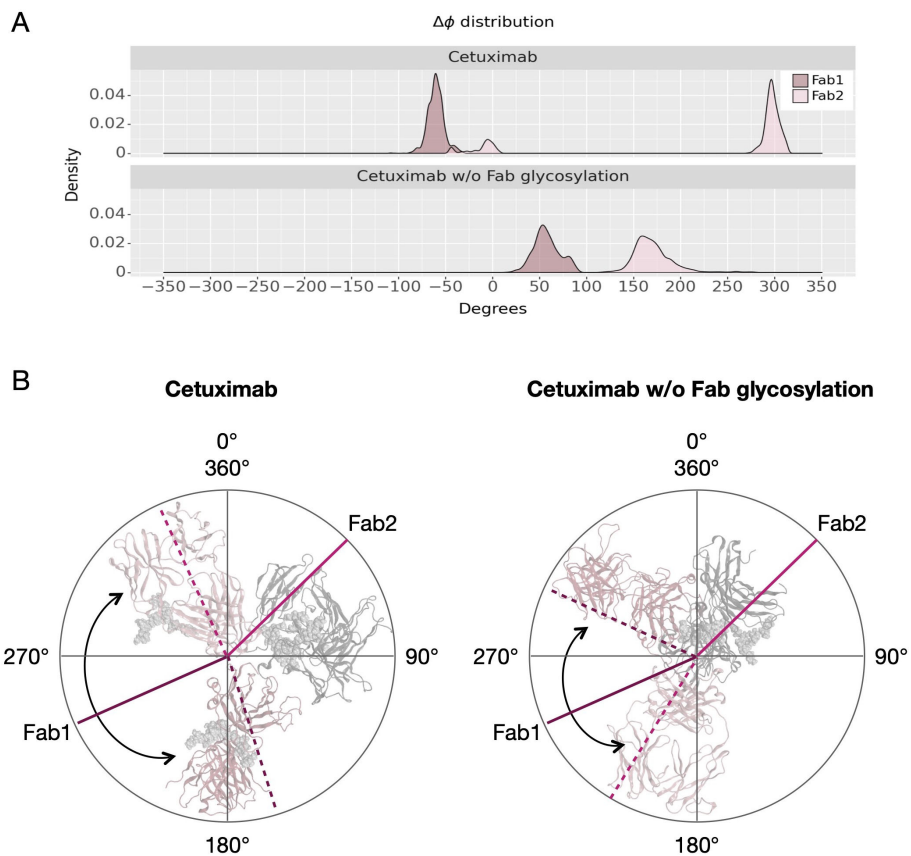 A
Δϕ distribution
Cetuximab
Fab1
Fab2
0.04
0.02
0
Density
Cetuximab w/o Fab glycosylation
0.04
0.02
0
−350 −300 −250 −200 −150 −100 −50 0 50 100 150 200 250 300 350
Degrees
B
Cetuximab
Cetuximab w/o Fab glycosylation
0°
360°
Fab2
270°
90°
Fab1
180°
0°
360°
Fab2
270°
90°
Fab1
180°